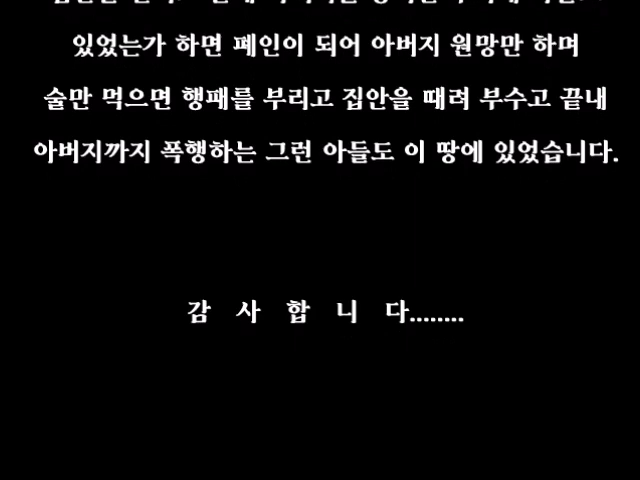 있었는가 하면 폐인이 되어 아버지 원망만 하며
술만 먹으면 행패를 부리고 집안을 때려 부수고 끝내
아버지까지 폭행하는 그런 아들도 이 땅에 있었습니다.
감 사 합 니 다........